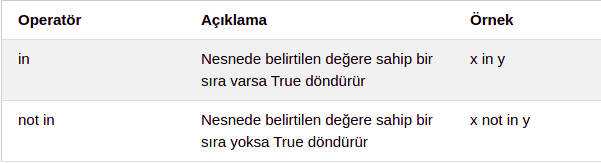 Operatör Açıklama Örnek
in Nesnede belirtilen değere sahip bir x in y
sıra varsa True döndürür
not in Nesnede belirtilen değere sahip bir x not in y
sıra yoksa True döndürür